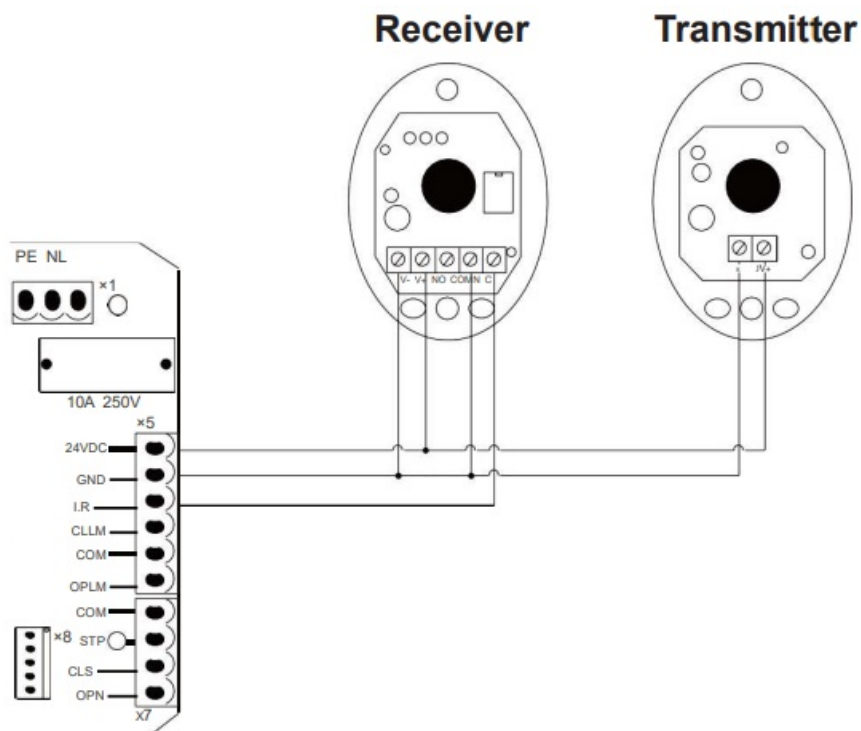 Receiver Transmitter
V- V+ NO COMN C
V+
PE NL
×1
10A 250V
×5
24VDC
GND
I.R
CLLM
COM
OPLM
COM
×8 STP
CLS
OPN
x7